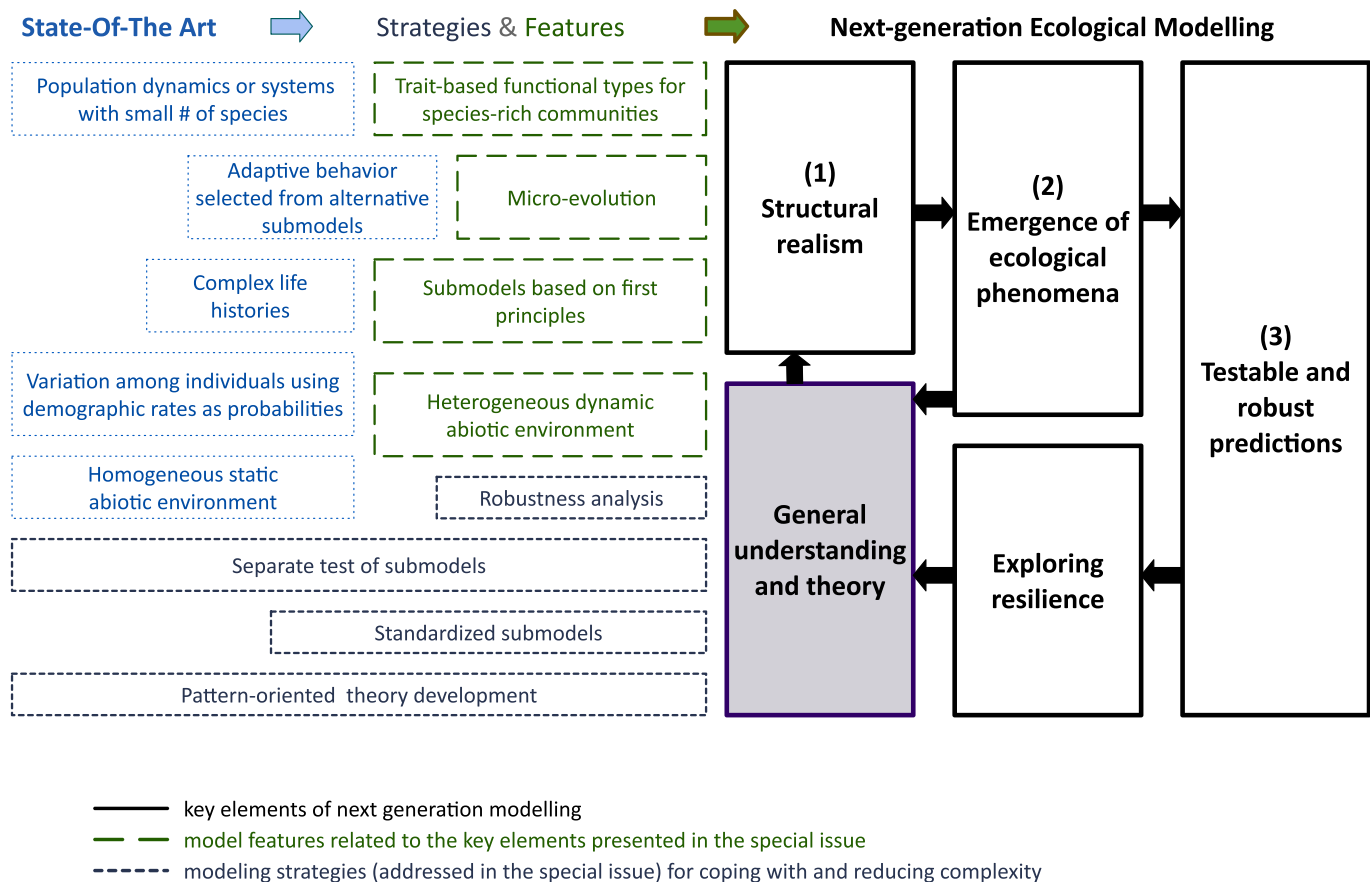 State-Of-The Art
Strategies & Features
Next-generation Ecological Modelling
Population dynamics or systems
with small # of species
Trait-based functional types for
species-rich communities
Adaptive behavior
selected from alternative
submodels
Micro-evolution
Complex life
histories
Submodels based on first
principles
Variation among individuals using
demographic rates as probabilities
Heterogeneous dynamic
abiotic environment
Homogeneous static
abiotic environment
Robustness analysis
Separate test of submodels
Standardized submodels
Pattern-oriented theory development
(1)
Structural
realism
(2)
Emergence of
ecological
phenomena
(3)
Testable and
robust
predictions
General
understanding
and theory
Exploring
resilience
key elements of next generation modelling
model features related to the key elements presented in the special issue
modeling strategies (addressed in the special issue) for coping with and reducing complexity